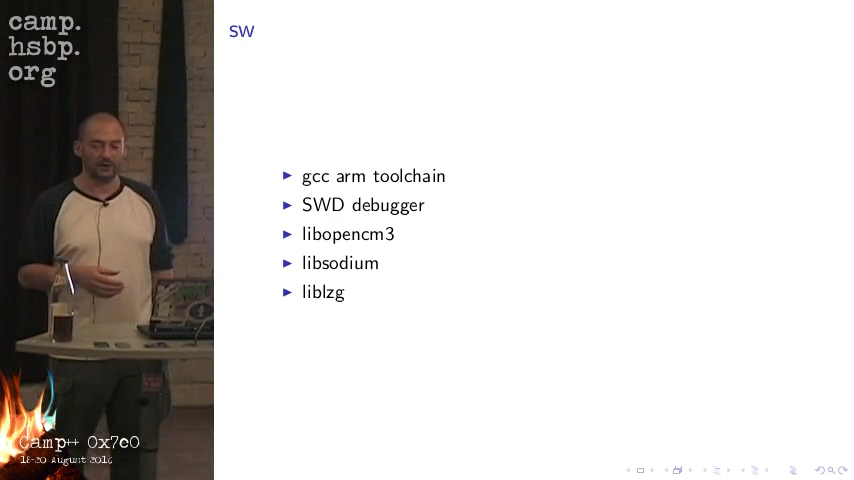 camp.
hsbp.
org
SW
gcc arm toolchain
SWD debugger
libopencm3
libsodium
liblzg
Camp++ 0x7e0
18-20 August 2016